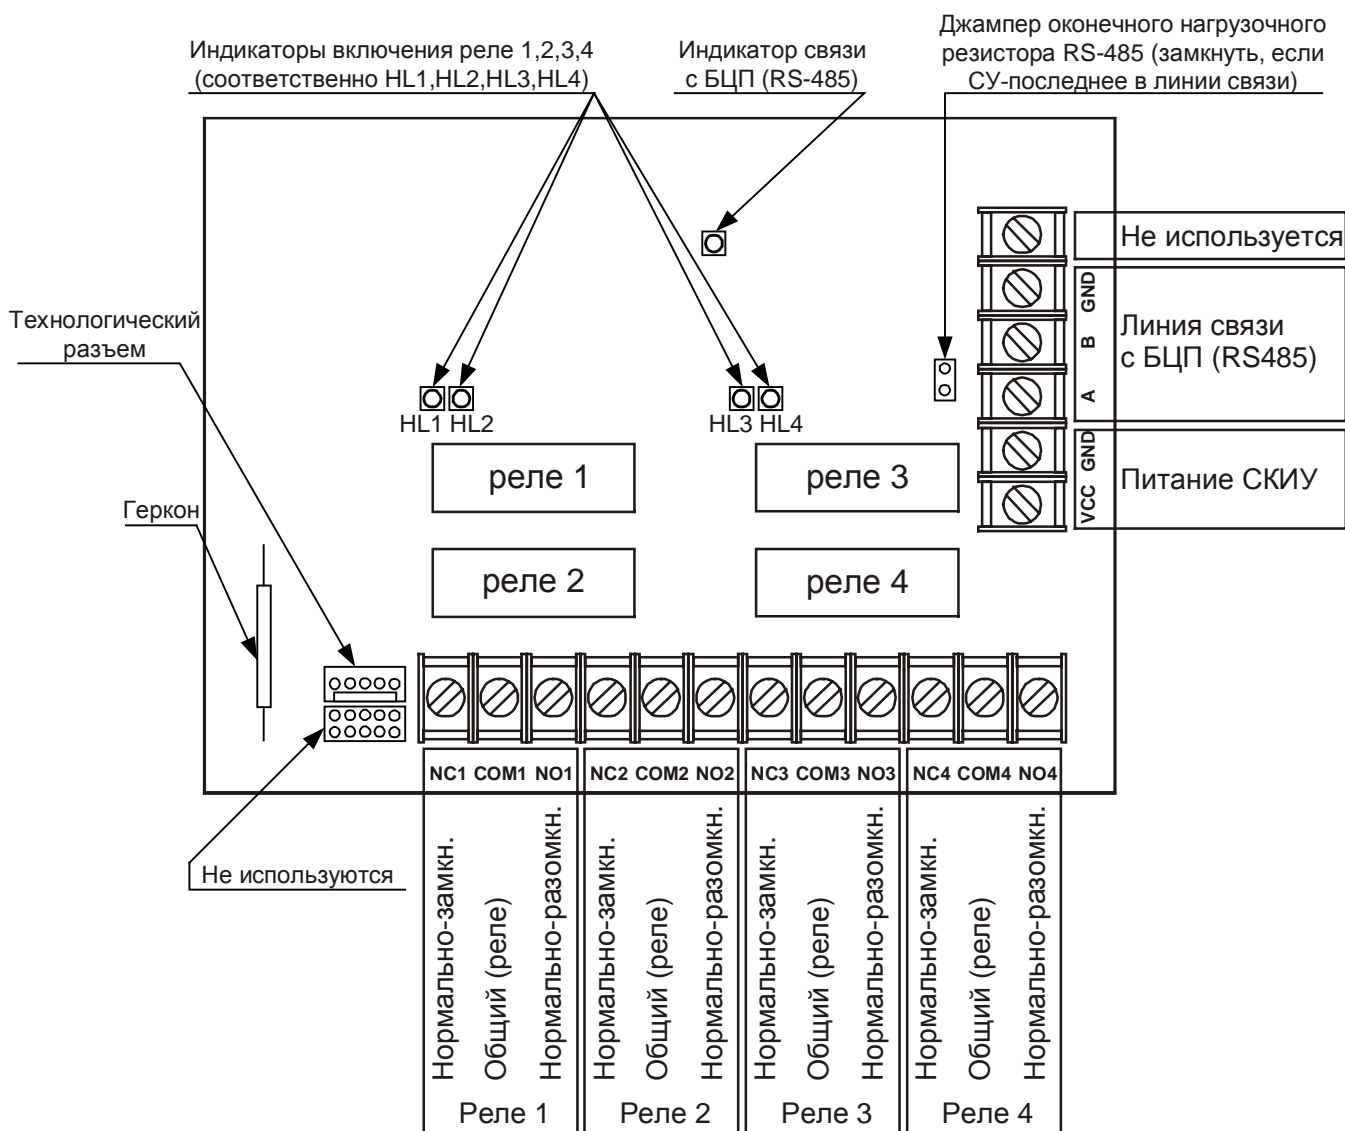 Индикаторы включения реле 1,2,3,4
(соответственно HL1,HL2,HL3,HL4)
Индикатор связи
с БЦП (RS-485)
Джампер оконечного нагрузочного
резистора RS-485 (замкнуть, если
СУ-последнее в линии связи)
Не используется
GND
B
A
Линия связи
с БЦП (RS485)
GND
VCC
Питание СКИУ
Технологический
разъем
HL1 HL2
HL3 HL4
реле 1
реле 3
Геркон
реле 2
реле 4
NC1 COM1 NO1
NC2 COM2 NO2
NC3 COM3 NO3
NC4 COM4 NO4
Не используются
Нормально-замкн.
Общий (реле)
Нормально-разомкн.
Нормально-замкн.
Общий (реле)
Нормально-разомкн.
Нормально-замкн.
Общий (реле)
Нормально-разомкн.
Нормально-замкн.
Общий (реле)
Нормально-разомкн.
Реле 1
Реле 2
Реле 3
Реле 4